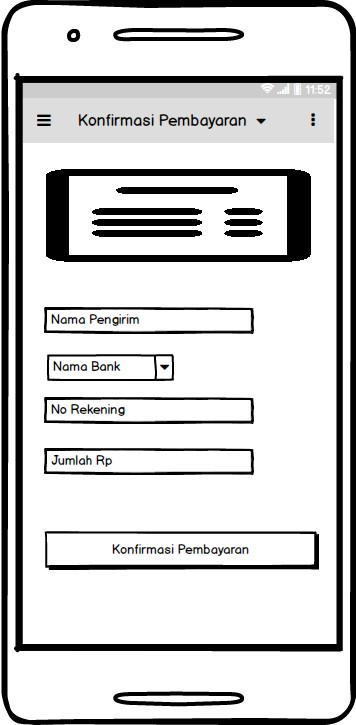 11:52
Konfirmasi Pembayaran
Nama Pengirim
Nama Bank
No Rekening
Jumlah Rp
Konfirmasi Pembayaran